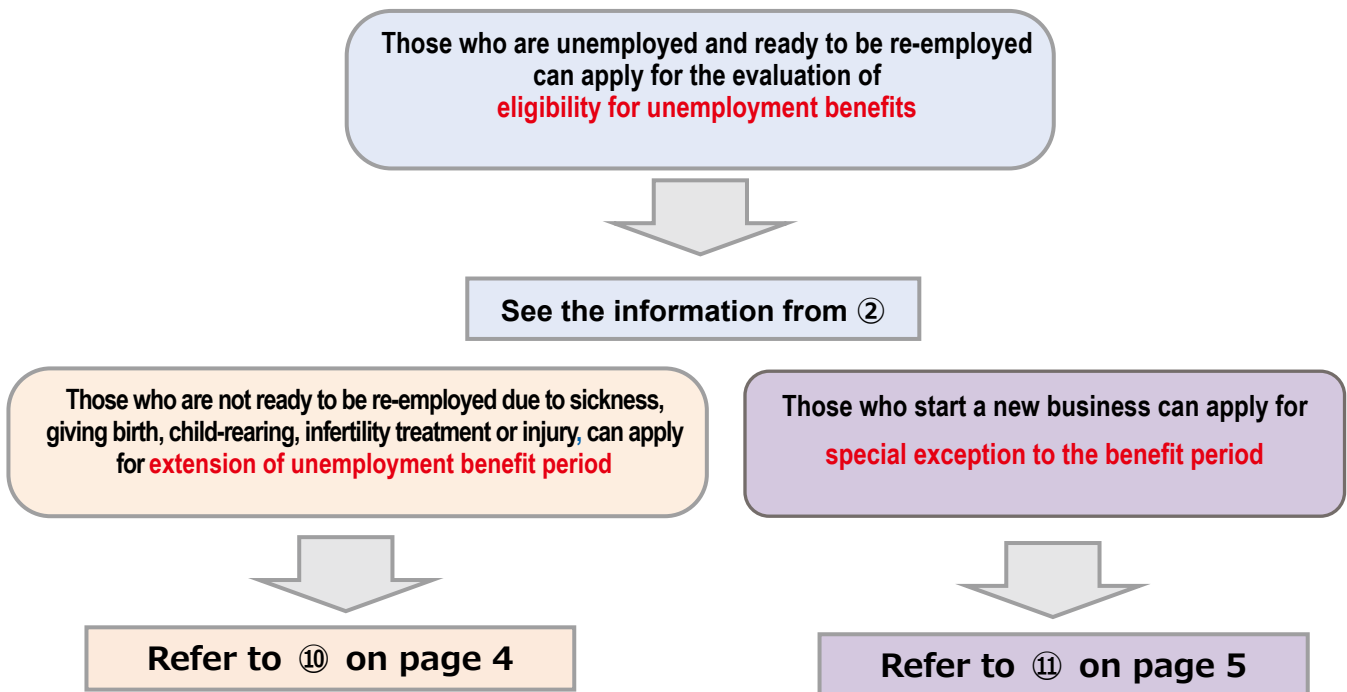 Those who are unemployed and ready to be re-employed
can apply for the evaluation of
eligibility for unemployment benefits
See the information from ②
Those who are not ready to be re-employed due to sickness,
giving birth, child-rearing, infertility treatment or injury, can apply
for extension of unemployment benefit period
Refer to ⑩ on page 4
Those who start a new business can apply for
special exception to the benefit period
Refer to ⑪ on page 5